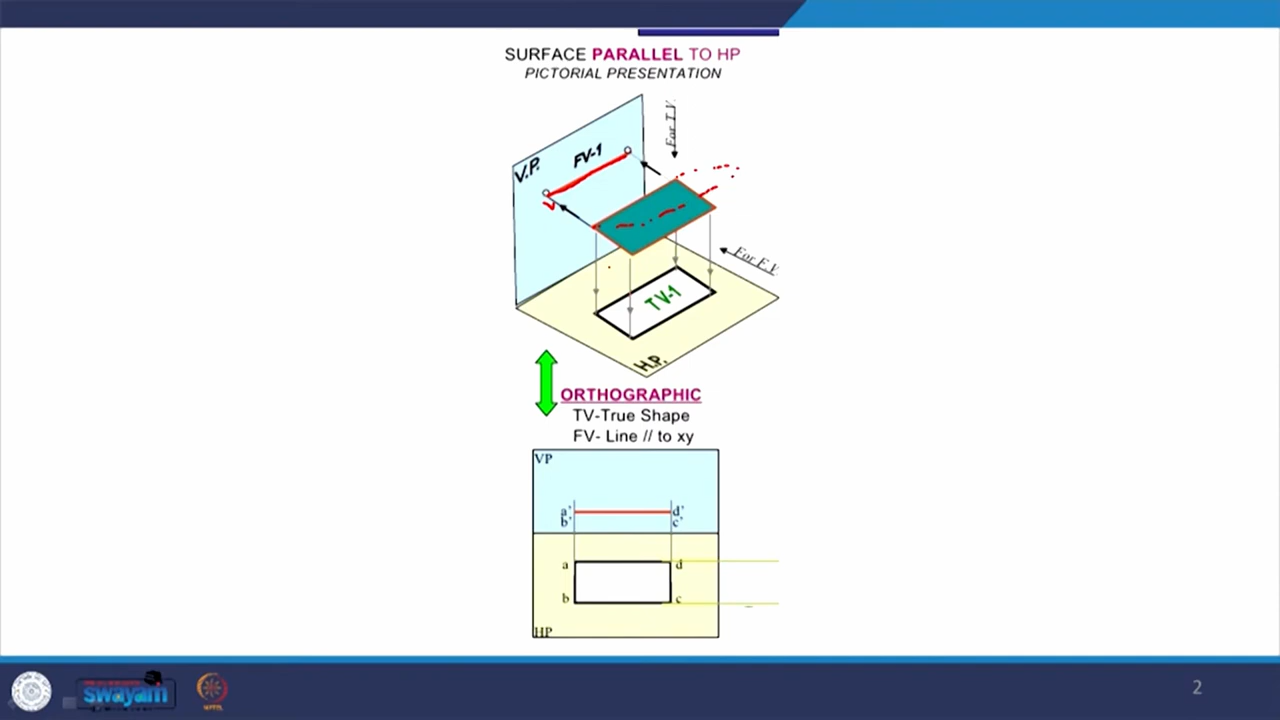 SURFACE PARALLEL TO HP
PICTORIAL PRESENTATION
For T.V.
V.P.
FV-1
For F.V.
TV-1
H.P.
ORTHOGRAPHIC
TV-True Shape
FV- Line // to xy
VP
a' d'
b' c'
a d
b c
HP
swayam
2